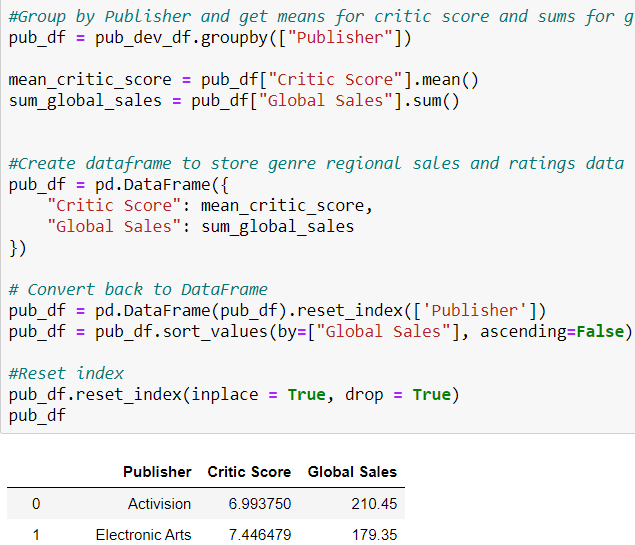 #Group by Publisher and get means for critic score and sums for g
pub_df = pub_dev_df.groupby(["Publisher"])
mean_critic_score = pub_df["Critic Score"].mean()
sum_global_sales = pub_df["Global Sales"].sum()
#Create dataframe to store genre regional sales and ratings data
pub_df = pd.DataFrame({
    "Critic Score": mean_critic_score,
    "Global Sales": sum_global_sales
})
# Convert back to DataFrame
pub_df = pd.DataFrame(pub_df).reset_index(['Publisher'])
pub_df = pub_df.sort_values(by=["Global Sales"], ascending=False)
#Reset index
pub_df.reset_index(inplace = True, drop = True)
pub_df
Publisher Critic Score Global Sales
0 Activision 6.993750 210.45
1 Electronic Arts 7.446479 179.35